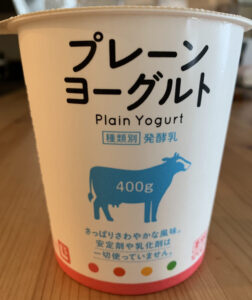 プレーン
ヨーグルト
Plain Yogurt
種類別 発酵乳
400g
さっぱりさわやかな風味。
安定剤や乳化剤は
一切使っていません。